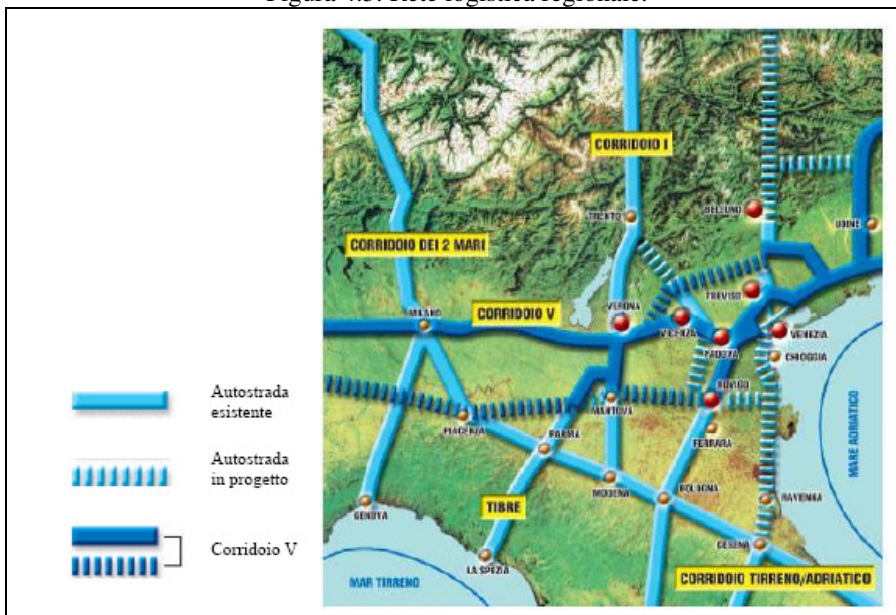 Figura 4.3. Rete logistica regionale.
CORRIDOIO I
TRENTO
BELLUNO
UDINE
CORRIDOIO DEI 2 MARI
TREVISO
MILANO
CORRIDOIO V
VERONA
VICENZA
VENEZIA
PADOVA
CHIOGGIA
ROVIGO
MANTOVA
PIACENZA
PARMA
FERRARA
MARE ADRIATICO
MODENA
BOLOGNA
RAVENNA
GENOVA
TIBRE
CESENA
LA SPEZIA
MAR TIRRENO
CORRIDOIO TIRRENO/ADRIATICO
Autostrada
esistente
Autostrada
in progetto
Corridoio V